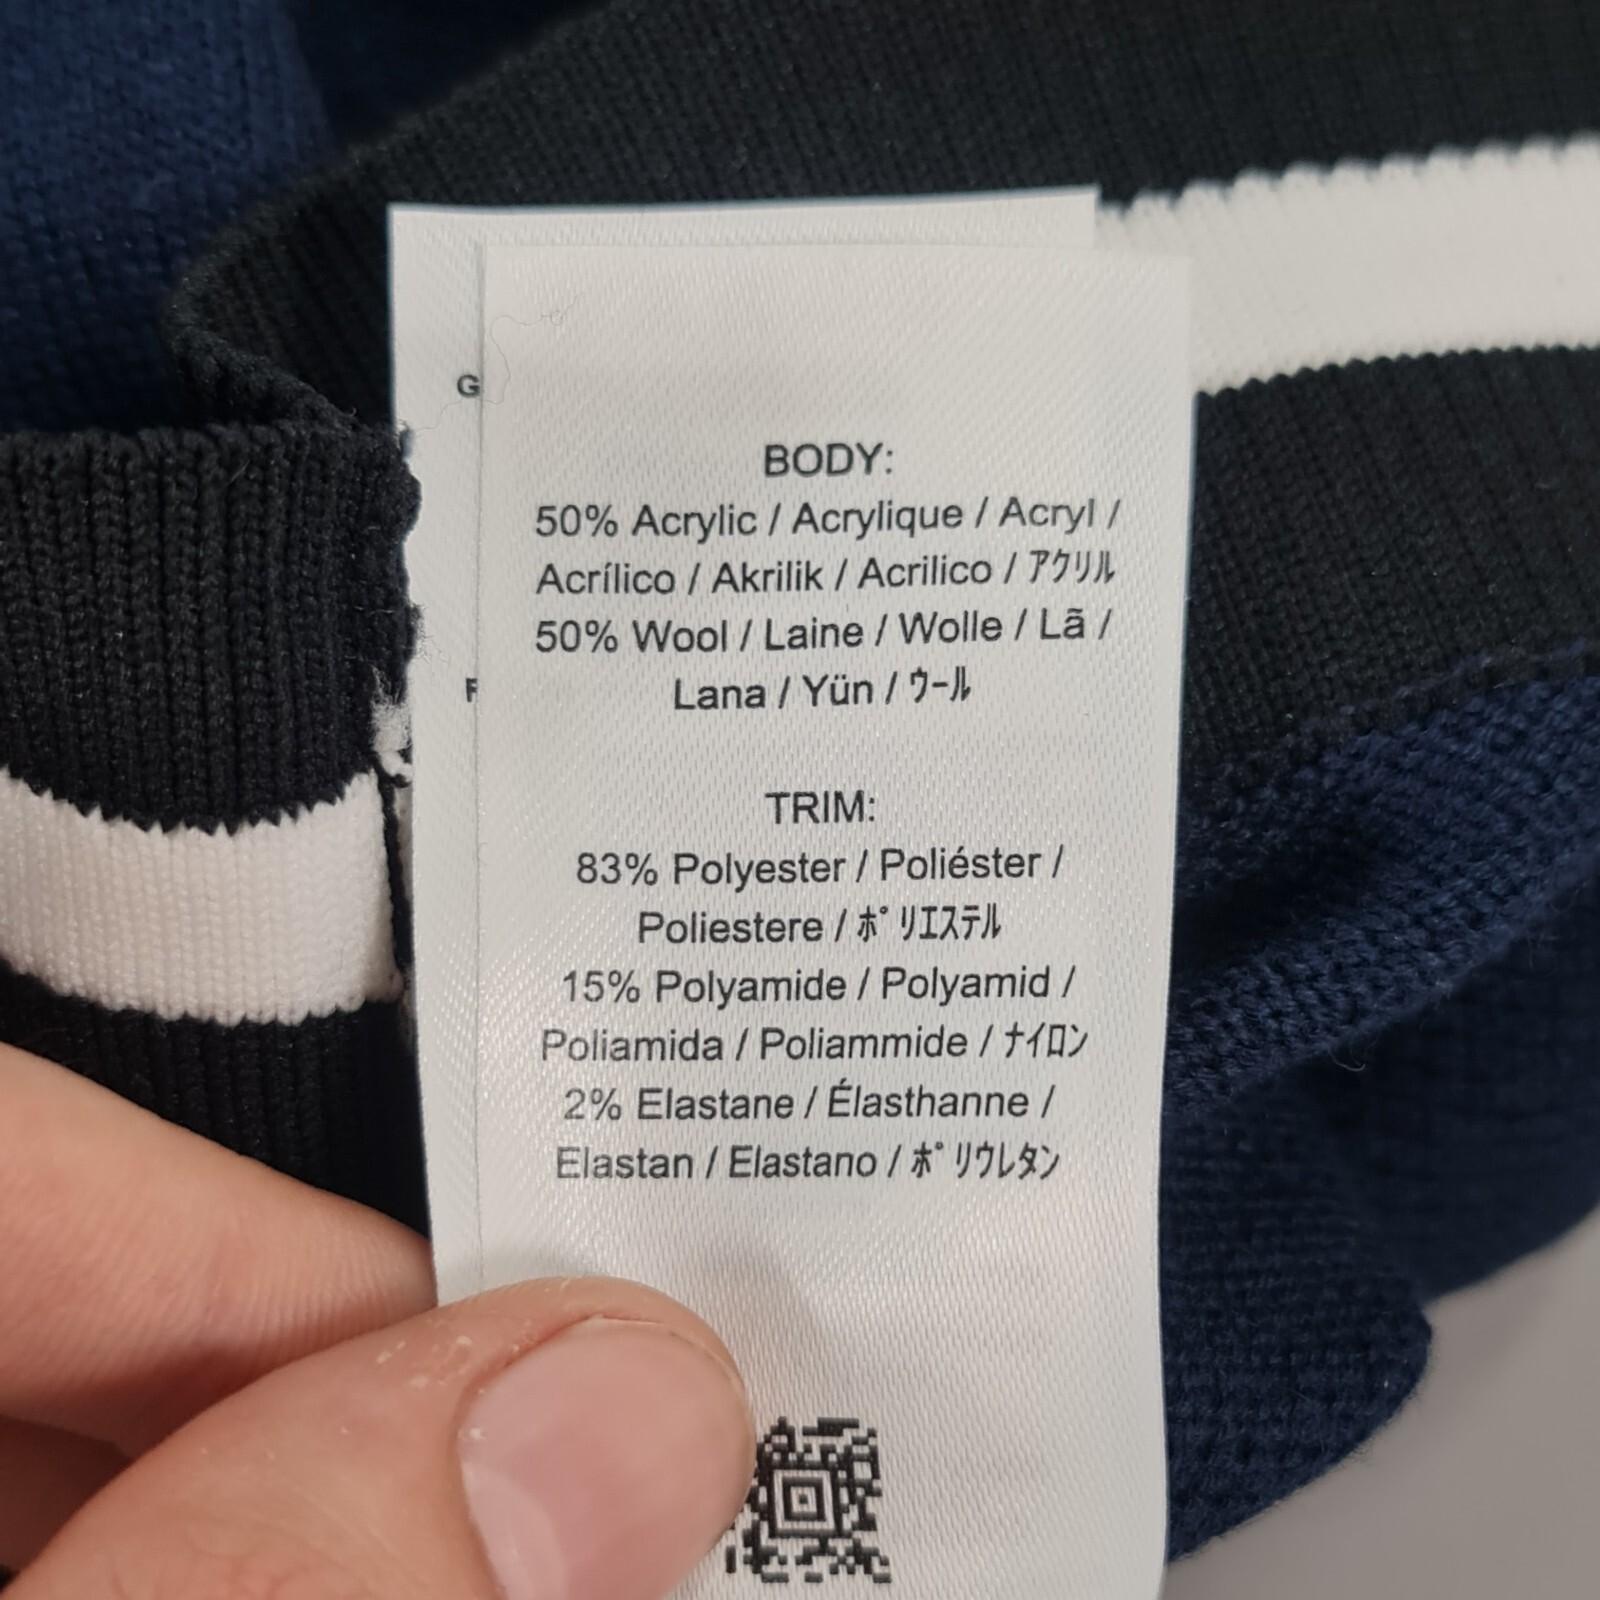 G
F
BODY:
50% Acrylic / Acrylique / Acryl /
Acrílico / Akrilik / Acrilico / ｱｸﾘﾙ
50% Wool / Laine / Wolle / Lã /
Lana / Yün / ｳｰﾙ
TRIM:
83% Polyester / Poliéster /
Poliestere / ﾎﾟﾘｴｽﾃﾙ
15% Polyamide / Polyamid /
Poliamida / Poliammide / ﾅｲﾛﾝ
2% Elastane / Élasthanne /
Elastan / Elastano / ﾎﾟﾘｳﾚﾀﾝ